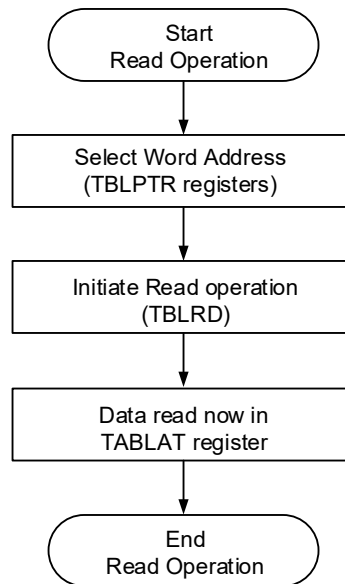 Start
Read Operation
Select Word Address
(TBLPTR registers)
Initiate Read operation
(TBLRD)
Data read now in
TABLAT register
End
Read Operation